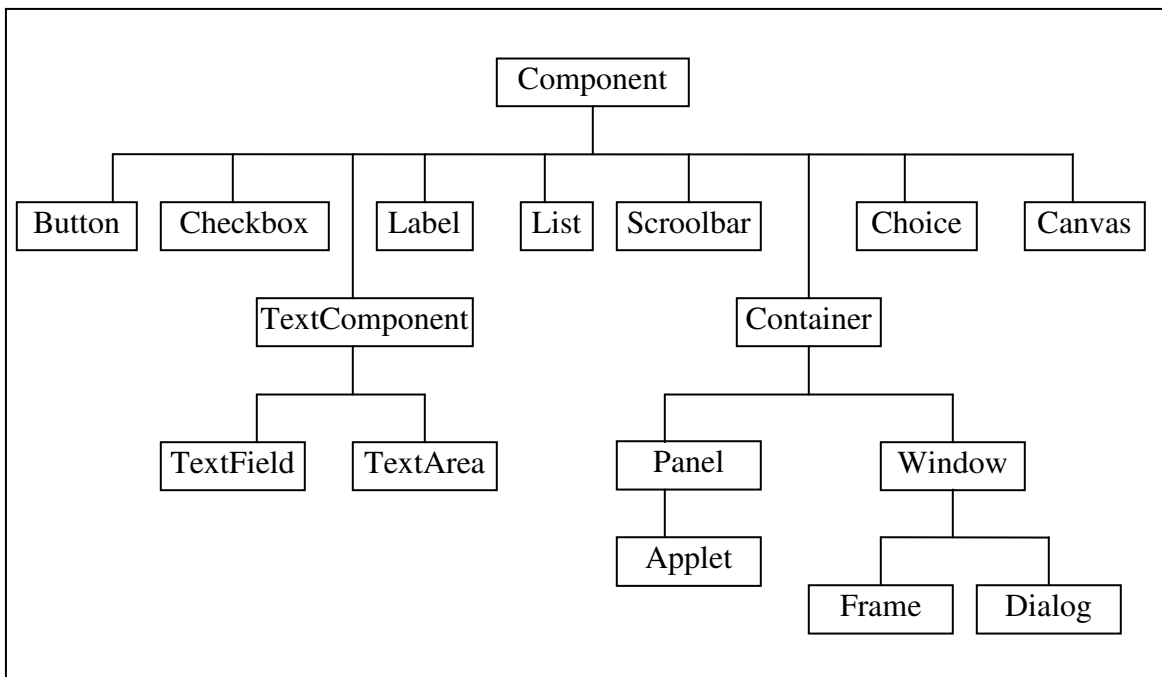 Component
Button
Checkbox
Label
List
Scroolbar
Choice
Canvas
TextComponent
Container
TextField
TextArea
Panel
Window
Applet
Frame
Dialog